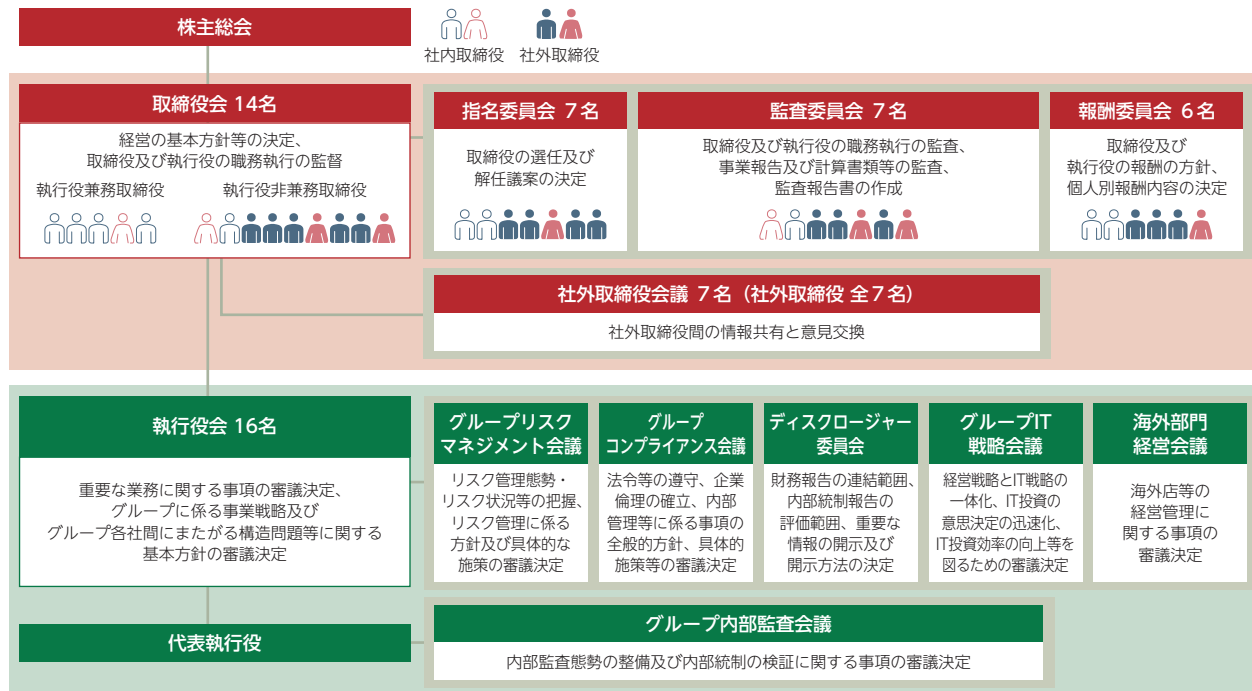 株主総会
社内取締役
社外取締役
取締役会 14名
経営の基本方針等の決定、
取締役及び執行役の職務執行の監督
執行役兼務取締役
執行役非兼務取締役
指名委員会 7名
取締役の選任及び
解任議案の決定
監査委員会 7名
取締役及び執行役の職務執行の監査、
事業報告及び計算書類等の監査、
監査報告書の作成
報酬委員会 6名
取締役及び
執行役の報酬の方針、
個人別報酬内容の決定
社外取締役会議 7名（社外取締役 全7名）
社外取締役間の情報共有と意見交換
執行役会 16名
重要な業務に関する事項の審議決定、
グループに係る事業戦略及び
グループ各社間にまたがる構造問題等に関する
基本方針の審議決定
グループリスク
マネジメント会議
リスク管理態勢・
リスク状況等の把握、
リスク管理に係る
方針及び具体的な
施策の審議決定
グループ
コンプライアンス会議
法令等の遵守、企業
倫理の確立、内部
管理等に係る事項の
全般的方針、具体的
施策等の審議決定
ディスクロージャー
委員会
財務報告の連結範囲、
内部統制報告の
評価範囲、重要な
情報の開示及び
開示方法の決定
グループIT
戦略会議
経営戦略とIT戦略の
一体化、IT投資の
意思決定の迅速化、
IT投資効率の向上等を
図るための審議決定
海外部門
経営会議
海外店等の
経営管理に
関する事項の
審議決定
代表執行役
グループ内部監査会議
内部監査態勢の整備及び内部統制の検証に関する事項の審議決定